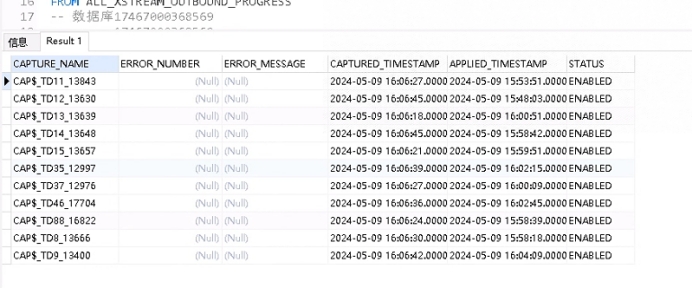 16 FROM ALL_XSTREAM_OUTBOUND_PROGRESS
17 -- 数据库17467000368569
信息 Result 1
CAPTURE_NAME ERROR_NUMBER ERROR_MESSAGE CAPTURED_TIMESTAMP APPLIED_TIMESTAMP STATUS
CAP$_TD11_13843 (Null) (Null) 2024-05-09 16:06:27.0000 2024-05-09 15:53:51.0000 ENABLED
CAP$_TD12_13630 (Null) (Null) 2024-05-09 16:06:45.0000 2024-05-09 15:48:03.0000 ENABLED
CAP$_TD13_13639 (Null) (Null) 2024-05-09 16:06:18.0000 2024-05-09 16:00:51.0000 ENABLED
CAP$_TD14_13648 (Null) (Null) 2024-05-09 16:06:45.0000 2024-05-09 15:58:42.0000 ENABLED
CAP$_TD15_13657 (Null) (Null) 2024-05-09 16:06:21.0000 2024-05-09 15:59:51.0000 ENABLED
CAP$_TD35_12997 (Null) (Null) 2024-05-09 16:06:39.0000 2024-05-09 16:02:15.0000 ENABLED
CAP$_TD37_12976 (Null) (Null) 2024-05-09 16:06:27.0000 2024-05-09 16:00:09.0000 ENABLED
CAP$_TD46_17704 (Null) (Null) 2024-05-09 16:06:36.0000 2024-05-09 16:02:45.0000 ENABLED
CAP$_TD88_16822 (Null) (Null) 2024-05-09 16:06:24.0000 2024-05-09 15:58:39.0000 ENABLED
CAP$_TD8_13666 (Null) (Null) 2024-05-09 16:06:30.0000 2024-05-09 15:58:18.0000 ENABLED
CAP$_TD9_13400 (Null) (Null) 2024-05-09 16:06:42.0000 2024-05-09 16:04:09.0000 ENABLED